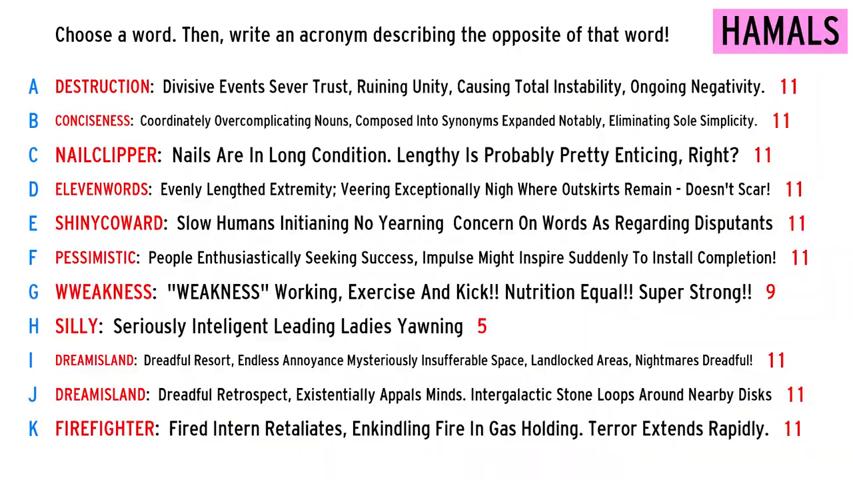 Choose a word. Then, write an acronym describing the opposite of that word!
HAMALS
A DESTRUCTION: Divisive Events Sever Trust, Ruining Unity, Causing Total Instability, Ongoing Negativity. 11
B CONCISENESS: Coordinately Overcomplicating Nouns, Composed Into Synonyms Expanded Notably, Eliminating Sole Simplicity. 11
C NAILCLIPPER: Nails Are In Long Condition. Lengthy Is Probably Pretty Enticing, Right? 11
D ELEVENWORDS: Evenly Lengthed Extremity; Veering Exceptionally Nigh Where Outskirts Remain - Doesn't Scar! 11
E SHINYCOWARD: Slow Humans Initianing No Yearning Concern On Words As Regarding Disputants 11
F PESSIMISTIC: People Enthusiastically Seeking Success, Impulse Might Inspire Suddenly To Install Completion! 11
G WWEAKNESS: "WEAKNESS" Working, Exercise And Kick!! Nutrition Equal!! Super Strong!! 9
H SILLY: Seriously Inteligent Leading Ladies Yawning 5
I DREAMISLAND: Dreadful Resort, Endless Annoyance Mysteriously Insufferable Space, Landlocked Areas, Nightmares Dreadful! 11
J DREAMISLAND: Dreadful Retrospect, Existentially Appals Minds. Intergalactic Stone Loops Around Nearby Disks 11
K FIREFIGHTER: Fired Intern Retaliates, Enkindling Fire In Gas Holding. Terror Extends Rapidly. 11